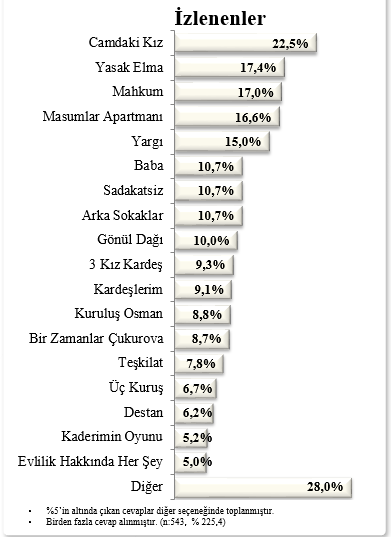 İzlenenler
Camdaki Kız 22,5%
Yasak Elma 17,4%
Mahkum 17,0%
Masumlar Apartmanı 16,6%
Yargı 15,0%
Baba 10,7%
Sadakatsiz 10,7%
Arka Sokaklar 10,7%
Gönül Dağı 10,0%
3 Kız Kardeş 9,3%
Kardeşlerim 9,1%
Kuruluş Osman 8,8%
Bir Zamanlar Çukurova 8,7%
Teşkilat 7,8%
Üç Kuruş 6,7%
Destan 6,2%
Kaderimin Oyunu 5,2%
Evlilik Hakkında Her Şey 5,0%
Diğer 28,0%
• %5'in altında çıkan cevaplar diğer seçeneğinde toplanmıştır.
• Birden fazla cevap alınmıştır. (n:543, % 225,4)